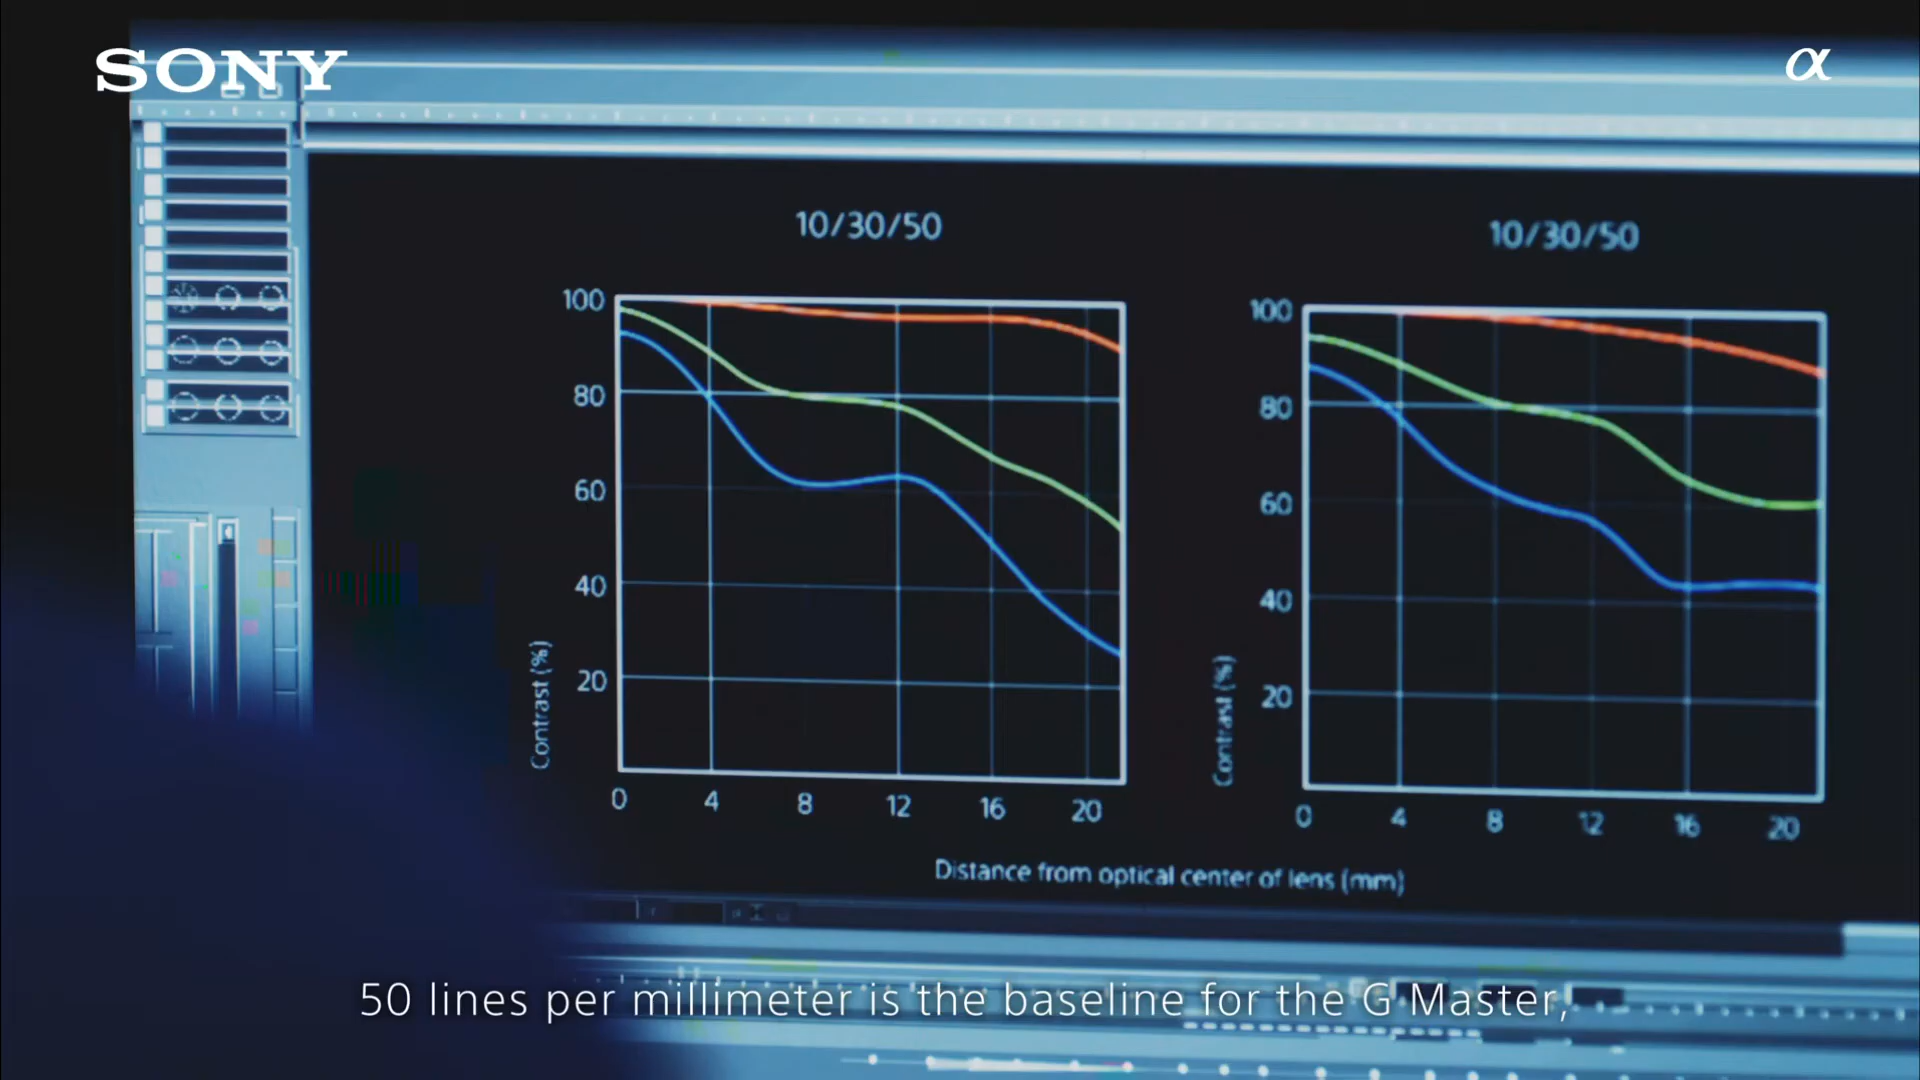 SONY
α
10/30/50
100
80
60
40
20
Contrast (%)
0 4 8 12 16 20
10/30/50
100
80
60
40
20
Contrast (%)
0 4 8 12 16 20
Distance from optical center of lens (mm)
50 lines per millimeter is the baseline for the G Master,